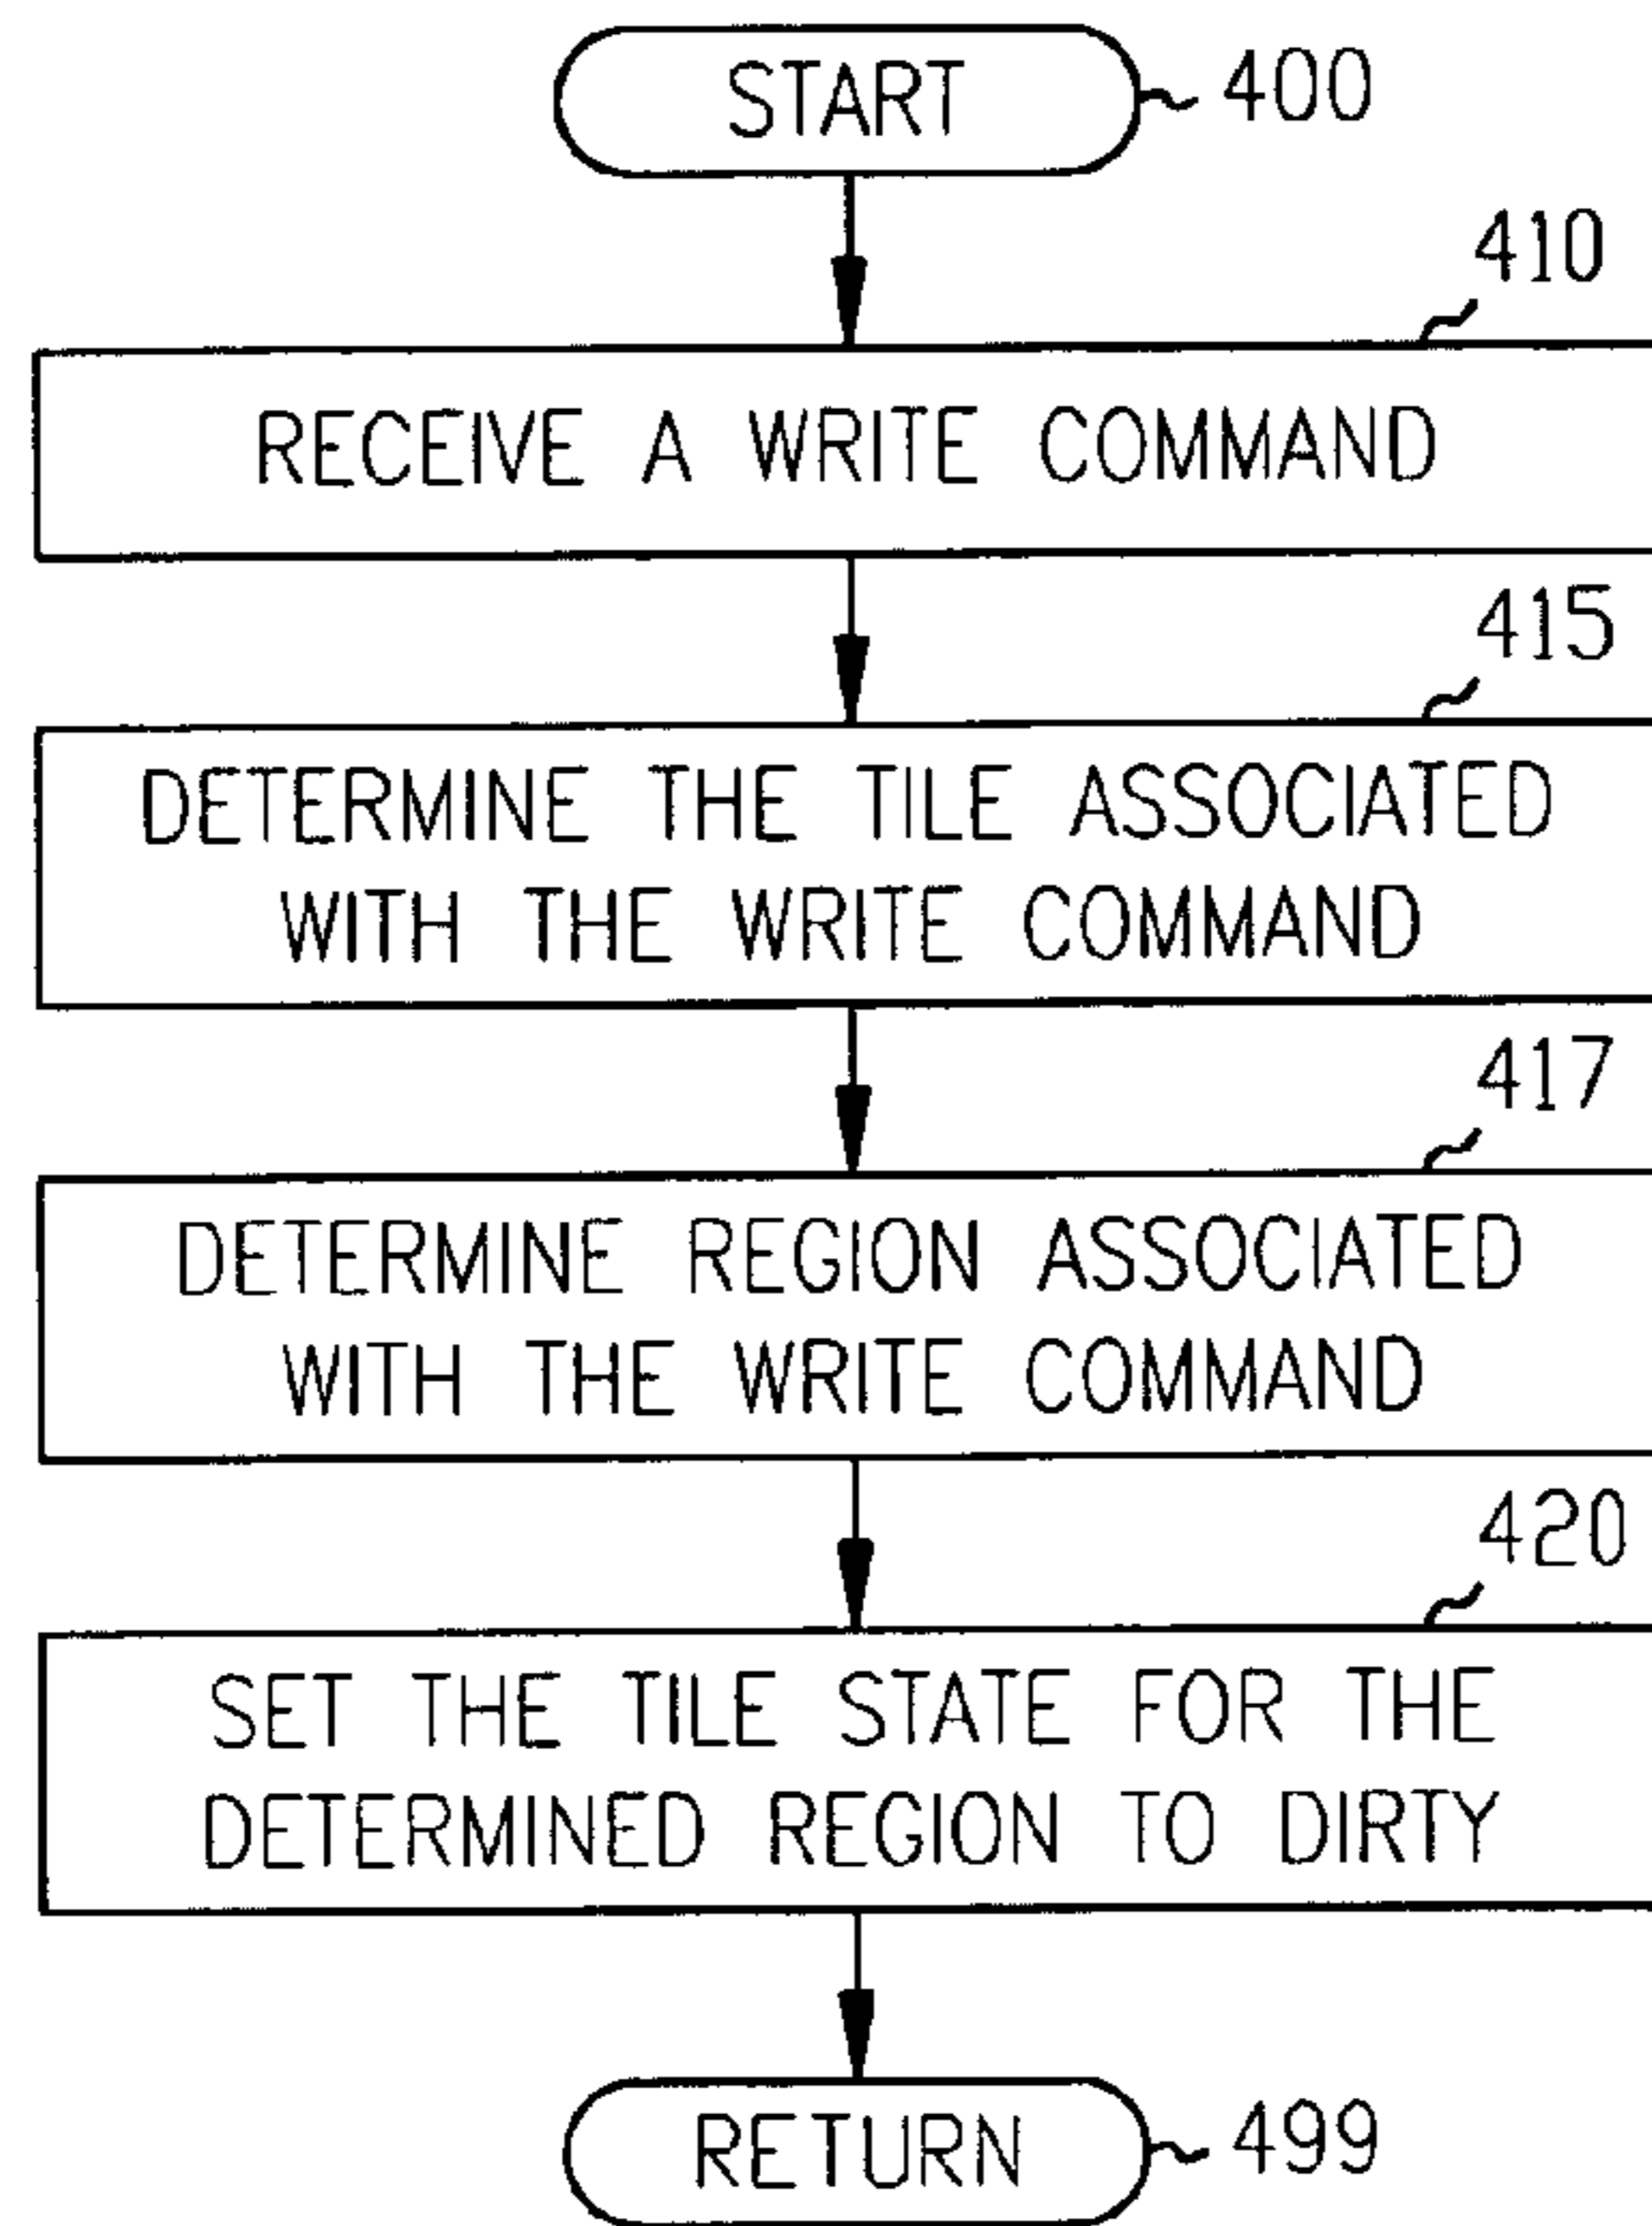 START
400
410
RECEIVE A WRITE COMMAND
415
DETERMINE THE TILE ASSOCIATED
WITH THE WRITE COMMAND
417
DETERMINE REGION ASSOCIATED
WITH THE WRITE COMMAND
420
SET THE TILE STATE FOR THE
DETERMINED REGION TO DIRTY
RETURN
499